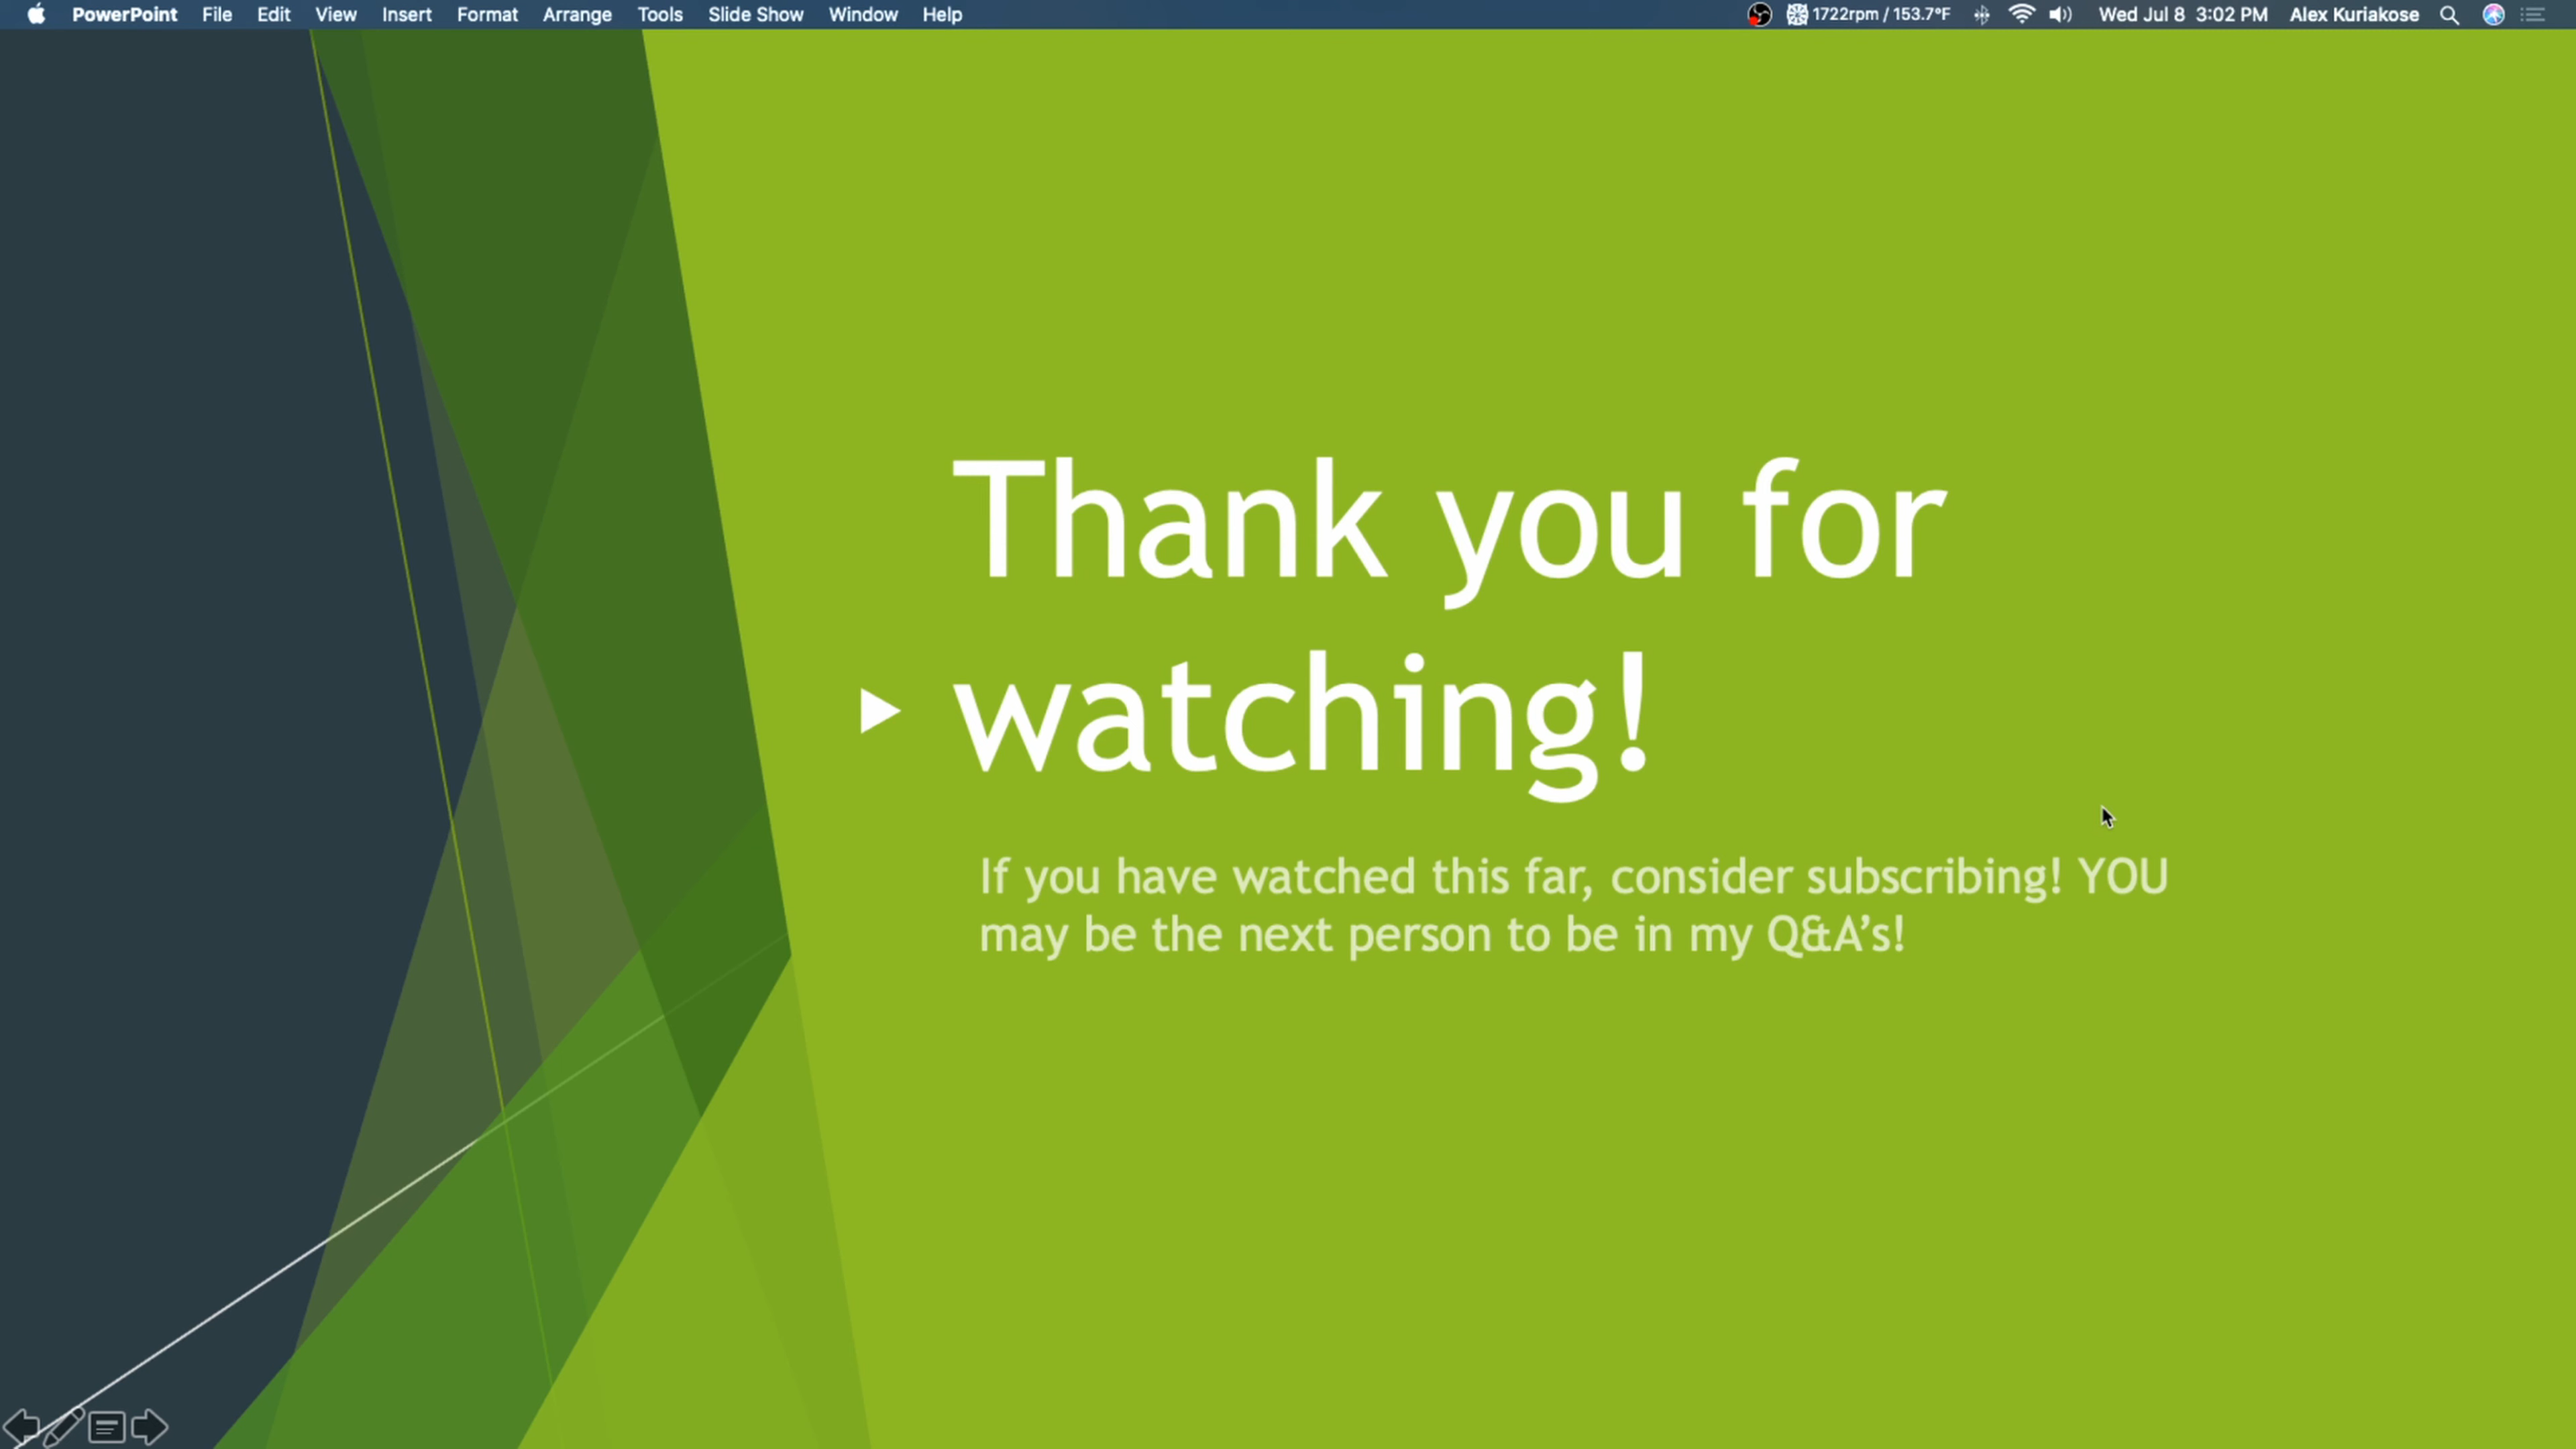 PowerPoint File Edit View Insert Format Arrange Tools Slide Show Window Help 1722rpm / 153.7°F Wed Jul 8 3:02 PM Alex Kuriakose
Thank you for
watching!
If you have watched this far, consider subscribing! YOU
may be the next person to be in my Q&A’s!